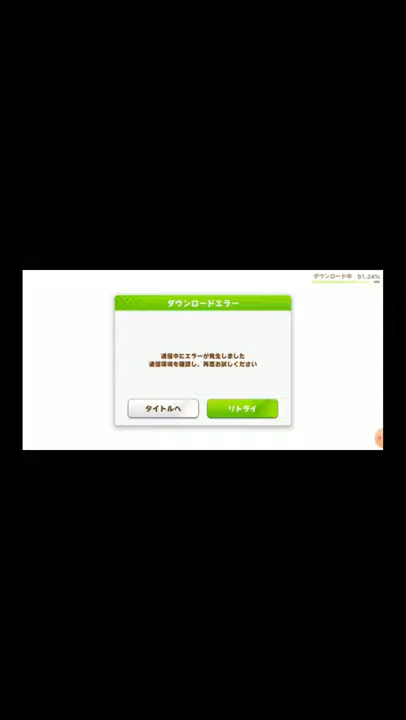 ダウンロード中 91.24%
ダウンロードエラー
通信中にエラーが発生しました
通信環境を確認し、再度お試しください
タイトルへ
リトライ